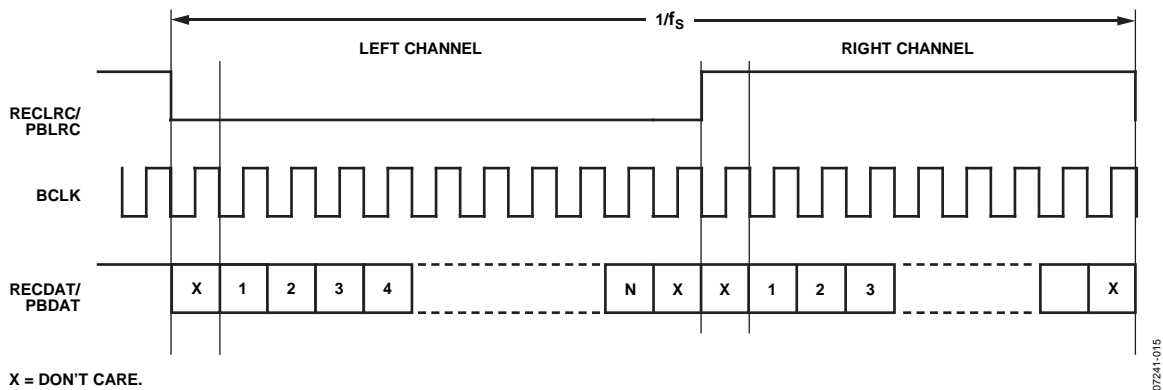 1/fS
LEFT CHANNEL
RIGHT CHANNEL
RECLRC/
PBLRC
BCLK
RECDAT/
PBDAT
X 1 2 3 4 N X X 1 2 3 X
X = DON'T CARE.
07241-015